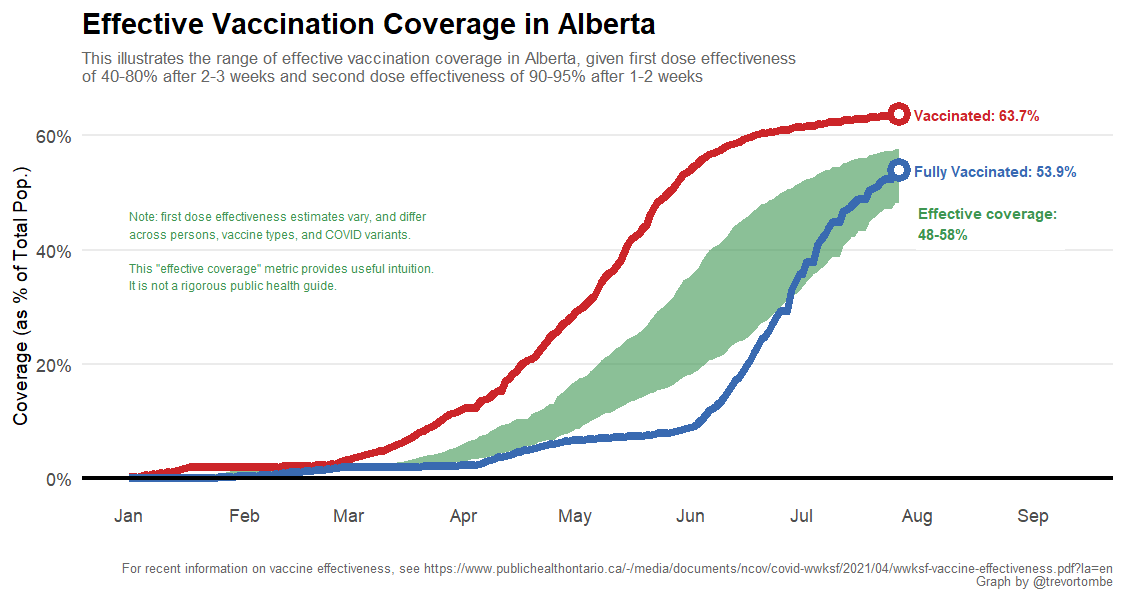 Effective Vaccination Coverage in Alberta
This illustrates the range of effective vaccination coverage in Alberta, given first dose effectiveness
of 40-80% after 2-3 weeks and second dose effectiveness of 90-95% after 1-2 weeks
Coverage (as % of Total Pop.)
60%
40%
20%
0%
Vaccinated: 63.7%
Fully Vaccinated: 53.9%
Effective coverage:
48-58%
Note: first dose effectiveness estimates vary, and differ
across persons, vaccine types, and COVID variants.
This "effective coverage" metric provides useful intuition.
It is not a rigorous public health guide.
Jan Feb Mar Apr May Jun Jul Aug Sep
For recent information on vaccine effectiveness, see https://www.publichealthontario.ca/-/media/documents/ncov/covid-wwksf/2021/04/wwksf-vaccine-effectiveness.pdf?la=en
Graph by @trevortombe